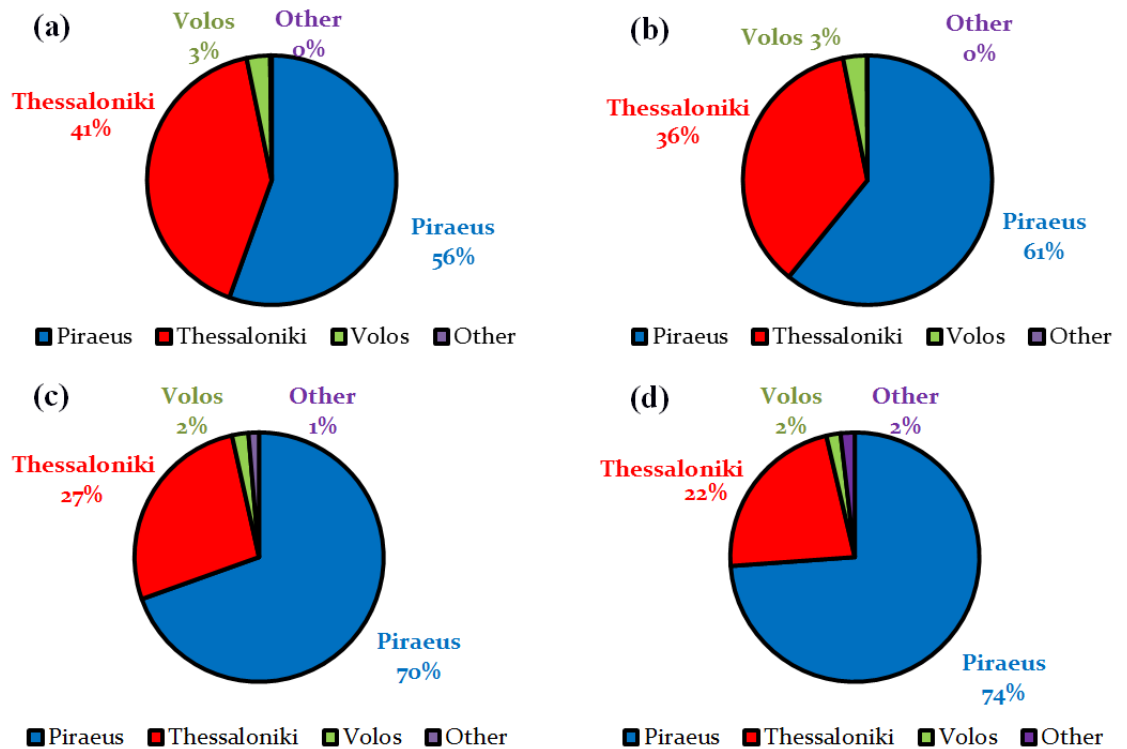 (a)
Volos
3%
Other
0%
Thessaloniki
41%
Piraeus
56%
Piraeus Thessaloniki Volos Other
(b)
Volos 3%
Other
0%
Thessaloniki
36%
Piraeus
61%
Piraeus Thessaloniki Volos Other
(c)
Volos
2%
Other
1%
Thessaloniki
27%
Piraeus
70%
Piraeus Thessaloniki Volos Other
(d)
Volos
2%
Other
2%
Thessaloniki
22%
Piraeus
74%
Piraeus Thessaloniki Volos Other